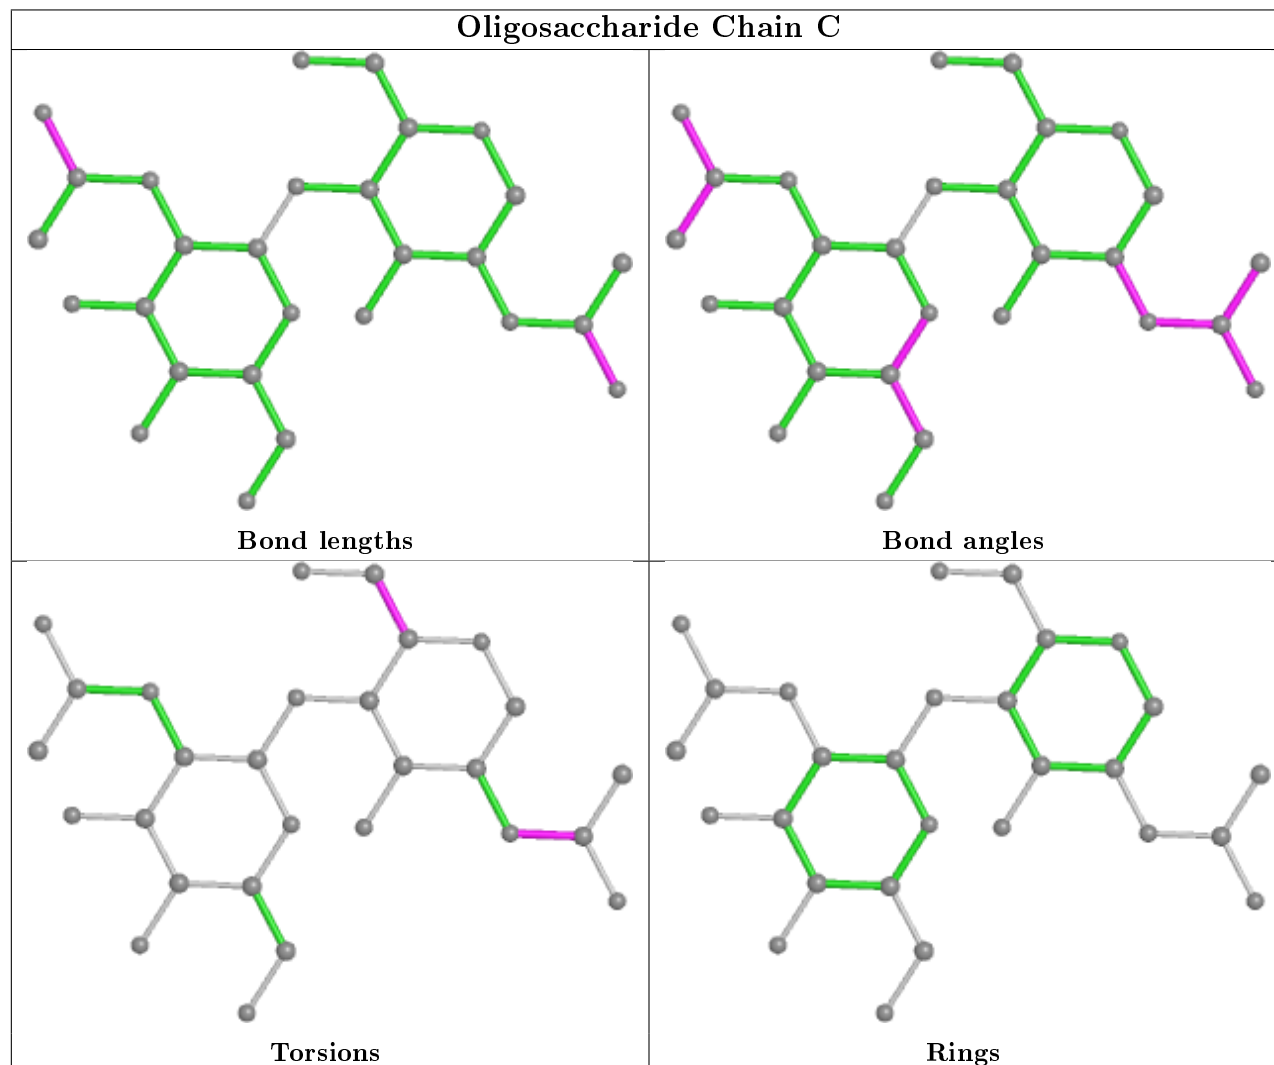 Oligosaccharide Chain C
Bond lengths
Bond angles
Torsions
Rings